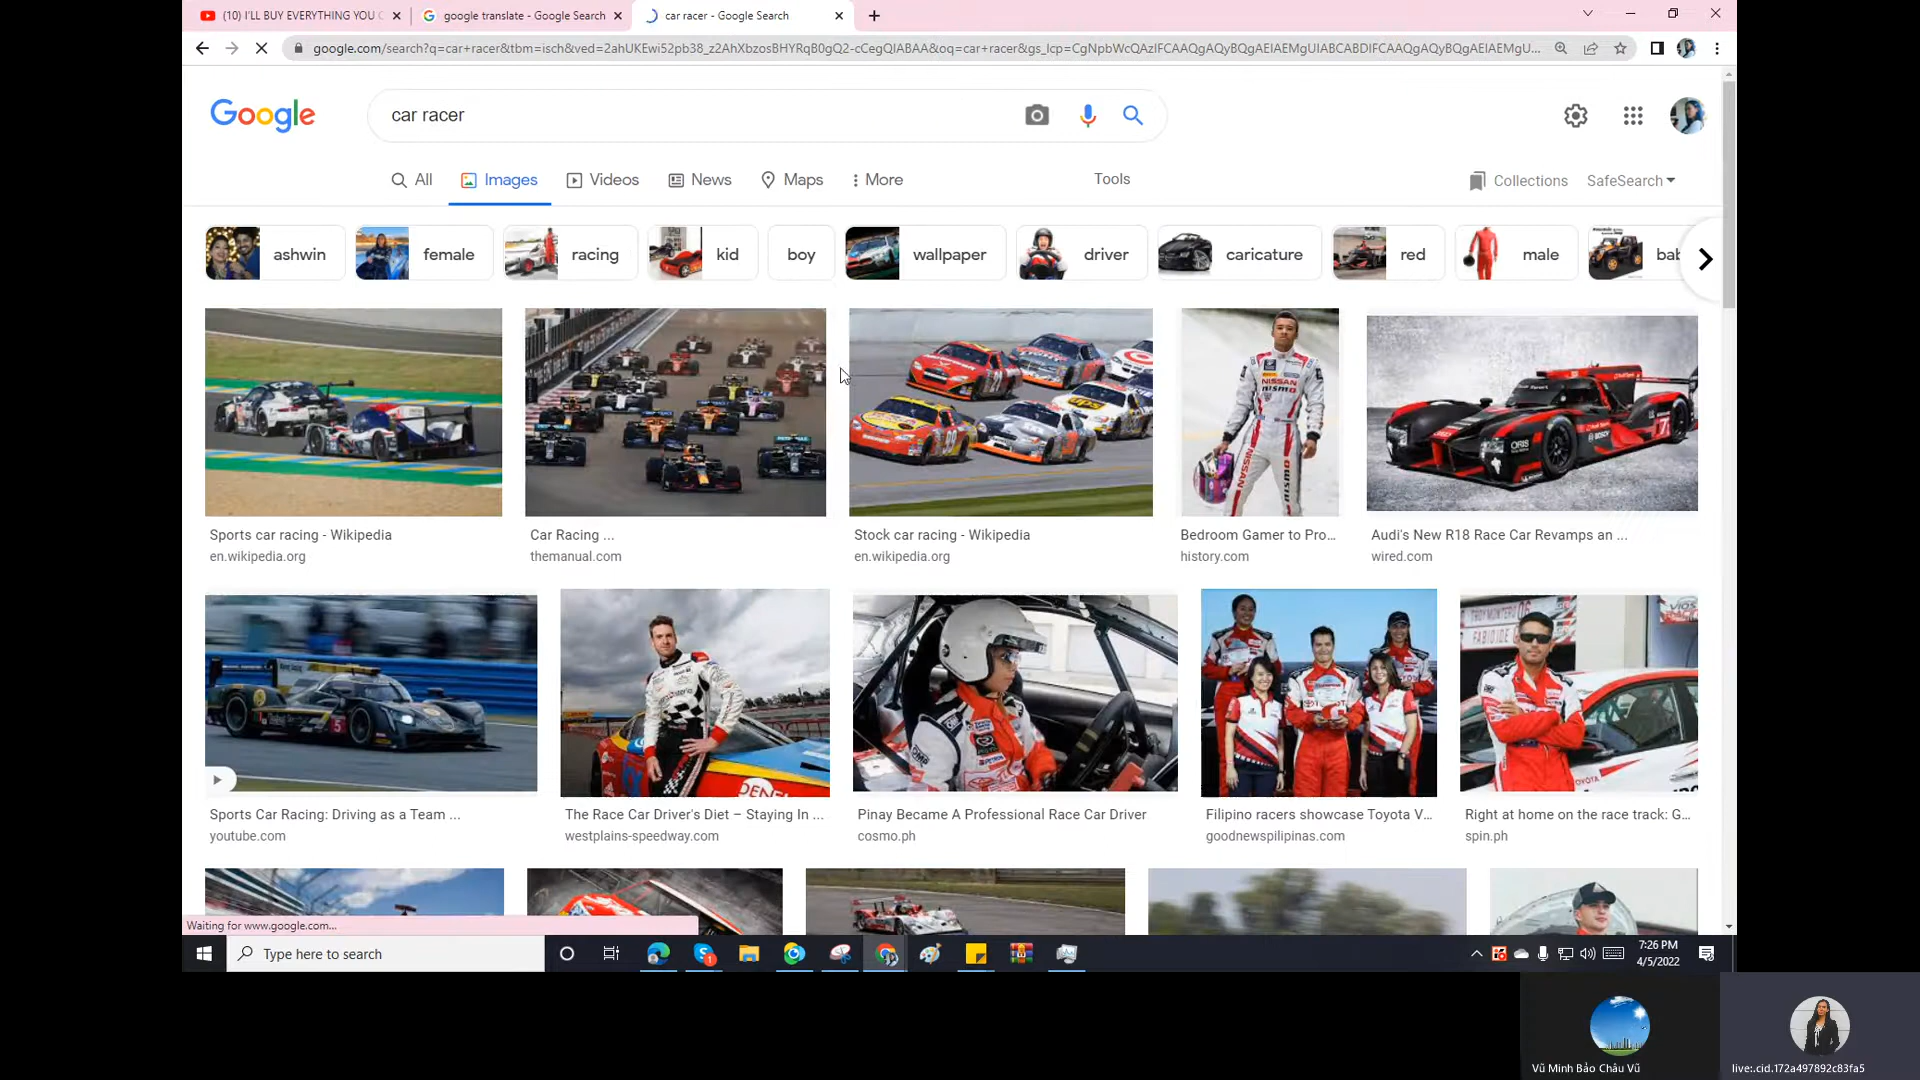 (10) I'LL BUY EVERYTHING YOU C
google translate - Google Search
car racer - Google Search
google.com/search?q=car+racer&tbm=isch&ved=2ahUKEwi52pb38_z2AhXbzosBHYRqB0gQ2-cCegQIABAA&oq=car+racer&gs_lcp=CgNpbWcQAzIFCAAQgAQyBQgAEIAEMgUIABCABDIFCAAQgAQyBQgAEIAEMgU...
Google
car racer
All
Images
Videos
News
Maps
More
Tools
Collections
SafeSearch
ashwin
female
racing
kid
boy
wallpaper
driver
caricature
red
male
bab
NISSAN
nismo
ups
Sports car racing - Wikipedia
en.wikipedia.org
Car Racing ...
themanual.com
Stock car racing - Wikipedia
en.wikipedia.org
Bedroom Gamer to Pro...
history.com
Audi's New R18 Race Car Revamps an ...
wired.com
Sports Car Racing: Driving as a Team ...
youtube.com
The Race Car Driver's Diet – Staying In ...
westplains-speedway.com
Pinay Became A Professional Race Car Driver
cosmo.ph
Filipino racers showcase Toyota V...
goodnewspilipinas.com
Right at home on the race track: G...
spin.ph
Waiting for www.google.com...
Type here to search
7:26 PM
4/5/2022
Vũ Minh Bảo Châu Vũ
live:.cid.172a497892c83fa5